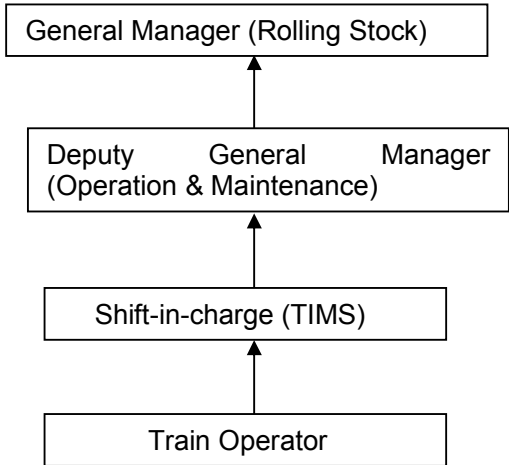 General Manager (Rolling Stock)
Deputy General Manager
(Operation & Maintenance)
Shift-in-charge (TIMS)
Train Operator